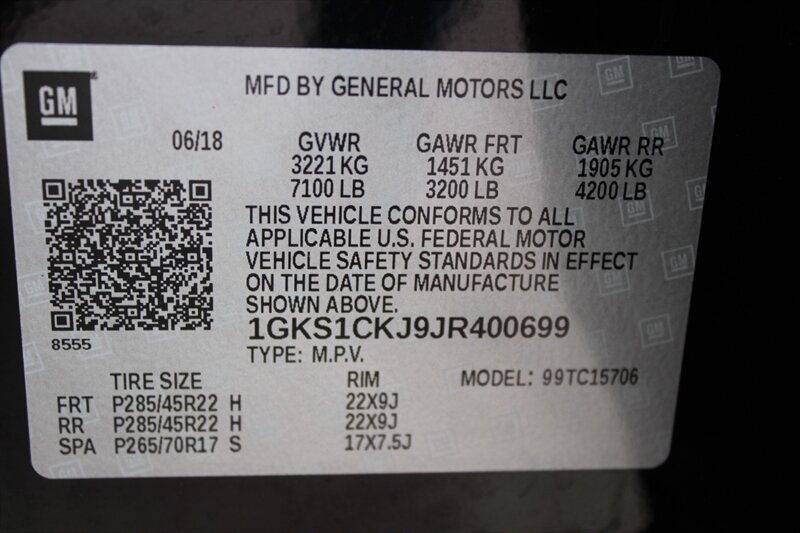 GM
MFD BY GENERAL MOTORS LLC
06/18 GVWR GAWR FRT GAWR RR
3221 KG 1451 KG 1905 KG
7100 LB 3200 LB 4200 LB
THIS VEHICLE CONFORMS TO ALL
APPLICABLE U.S. FEDERAL MOTOR
VEHICLE SAFETY STANDARDS IN EFFECT
ON THE DATE OF MANUFACTURE
SHOWN ABOVE.
1GKS1CKJ9JR400699
8555
TYPE: M.P.V.
TIRE SIZE RIM MODEL: 99TC15706
FRT P285/45R22 H 22X9J
RR P285/45R22 H 22X9J
SPA P265/70R17 S 17X7.5J